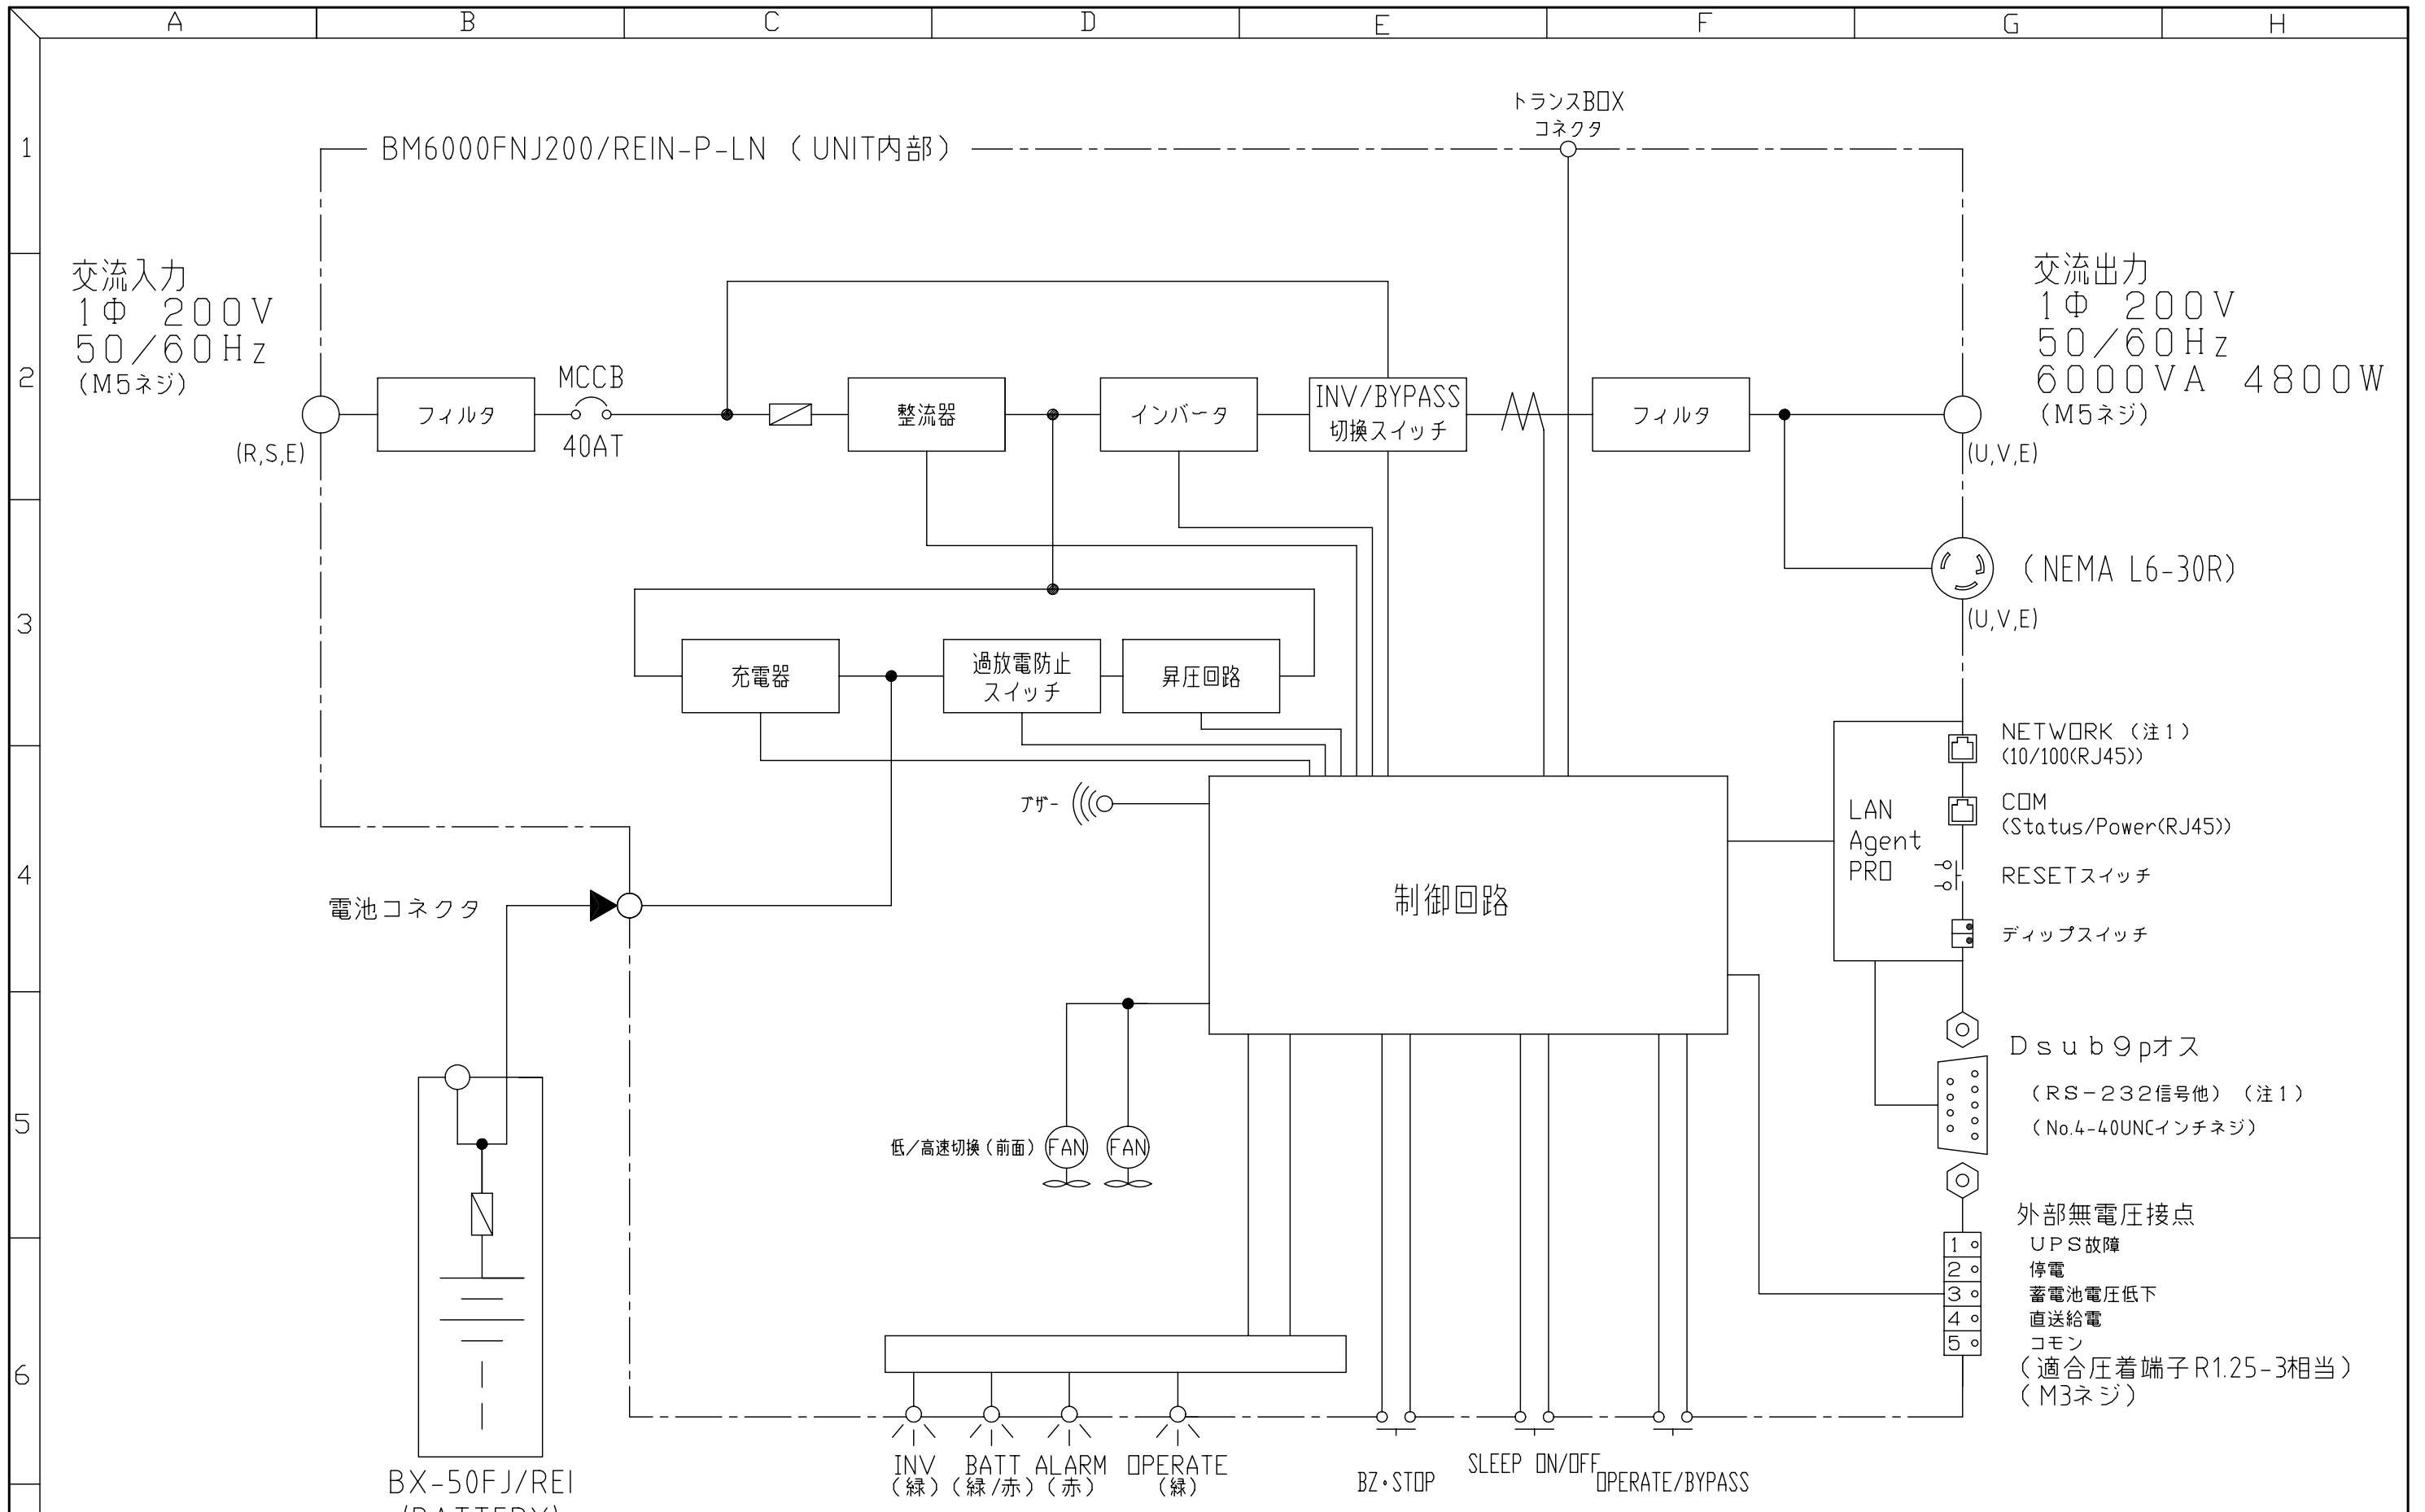 A B C D E F G H
1
2
3
4
5
6
トランスBOX
コネクタ
BM6000FNJ200/REIN-P-LN (UNIT内部)
交流入力
1Φ 200V
50/60Hz
(M5ネジ)
(R,S,E)
フィルタ
MCCB
40AT
整流器
インバータ
INV/BYPASS
切換スイッチ
フィルタ
交流出力
1Φ 200V
50/60Hz
6000VA 4800W
(M5ネジ)
(U,V,E)
(NEMA L6-30R)
(U,V,E)
充電器
過放電防止
スイッチ
昇圧回路
ブザー
制御回路
LAN
Agent
PRO
NETWORK (注1)
(10/100(RJ45))
COM
(Status/Power(RJ45))
RESETスイッチ
ディップスイッチ
電池コネクタ
Dsub9pオス
(RS-232信号他) (注1)
(No.4-40UNCインチネジ)
低/高速切換(前面)
FAN
FAN
外部無電圧接点
1 UPS故障
2 停電
3 蓄電池電圧低下
4 直送給電
5 コモン
(適合圧着端子R1.25-3相当)
(M3ネジ)
INV
(緑)
BATT
(緑/赤)
ALARM
(赤)
OPERATE
(緑)
BZ・STOP
SLEEP ON/OFF
OPERATE/BYPASS
BX-50FJ/REI